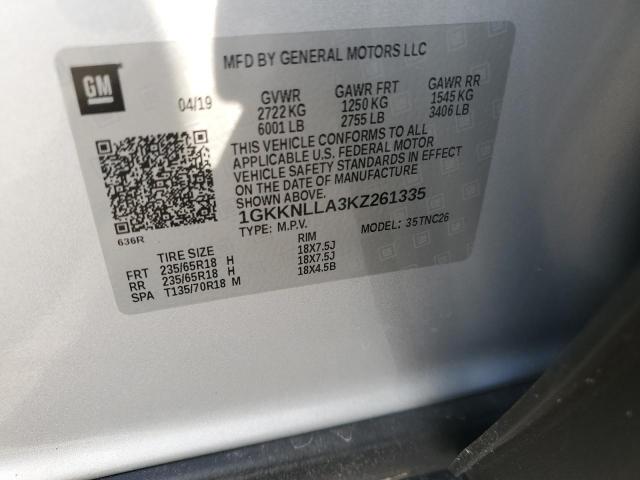 GM
MFD BY GENERAL MOTORS LLC
04/19 GVWR GAWR FRT GAWR RR
2722 KG 1250 KG 1545 KG
6001 LB 2755 LB 3406 LB
THIS VEHICLE CONFORMS TO ALL
APPLICABLE U.S. FEDERAL MOTOR
VEHICLE SAFETY STANDARDS IN EFFECT
ON THE DATE OF MANUFACTURE
SHOWN ABOVE.
1GKKNLLA3KZ261335
636R TYPE: M.P.V. MODEL: 35TNC26
TIRE SIZE RIM
FRT 235/65R18 H 18X7.5J
RR 235/65R18 H 18X7.5J
SPA T135/70R18 M 18X4.5B